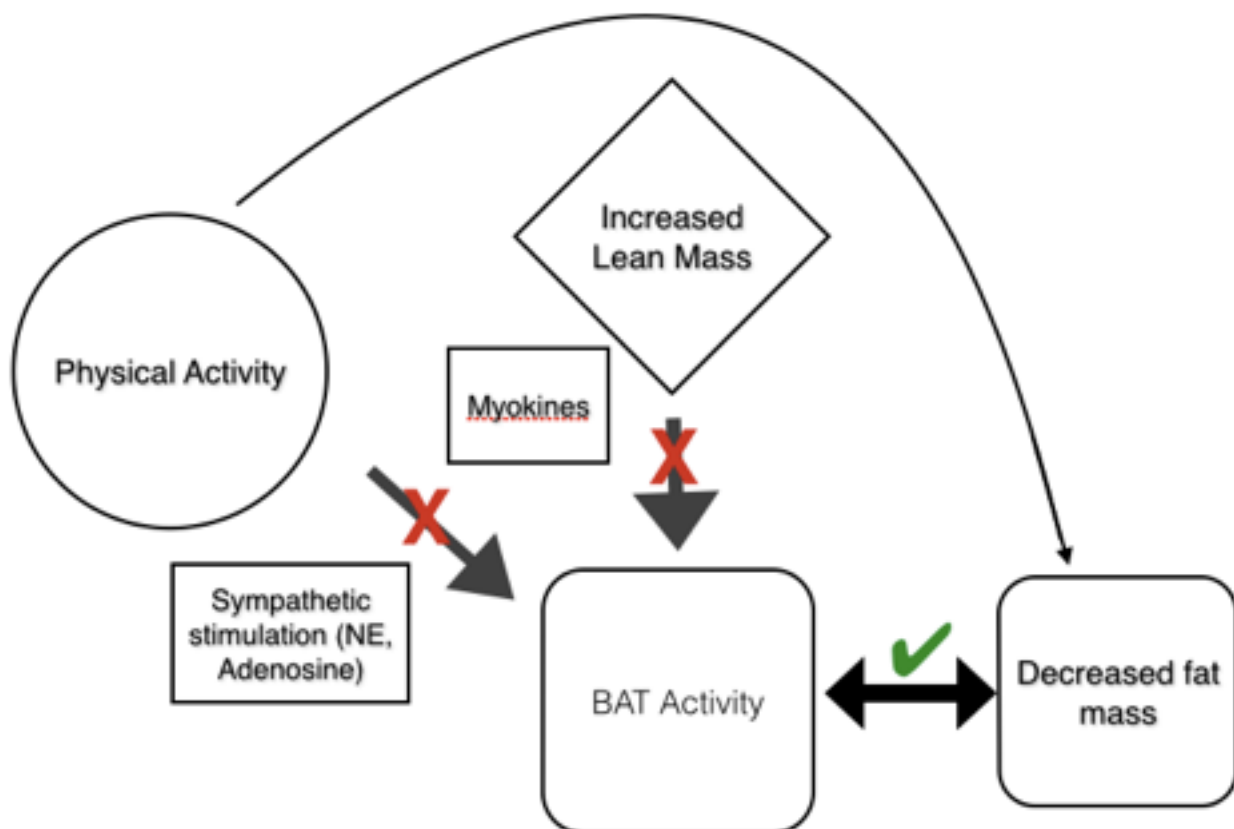 Increased
Lean Mass
Physical Activity
Myokines
X
X
Sympathetic
stimulation (NE,
Adenosine)
BAT Activity
Decreased fat
mass